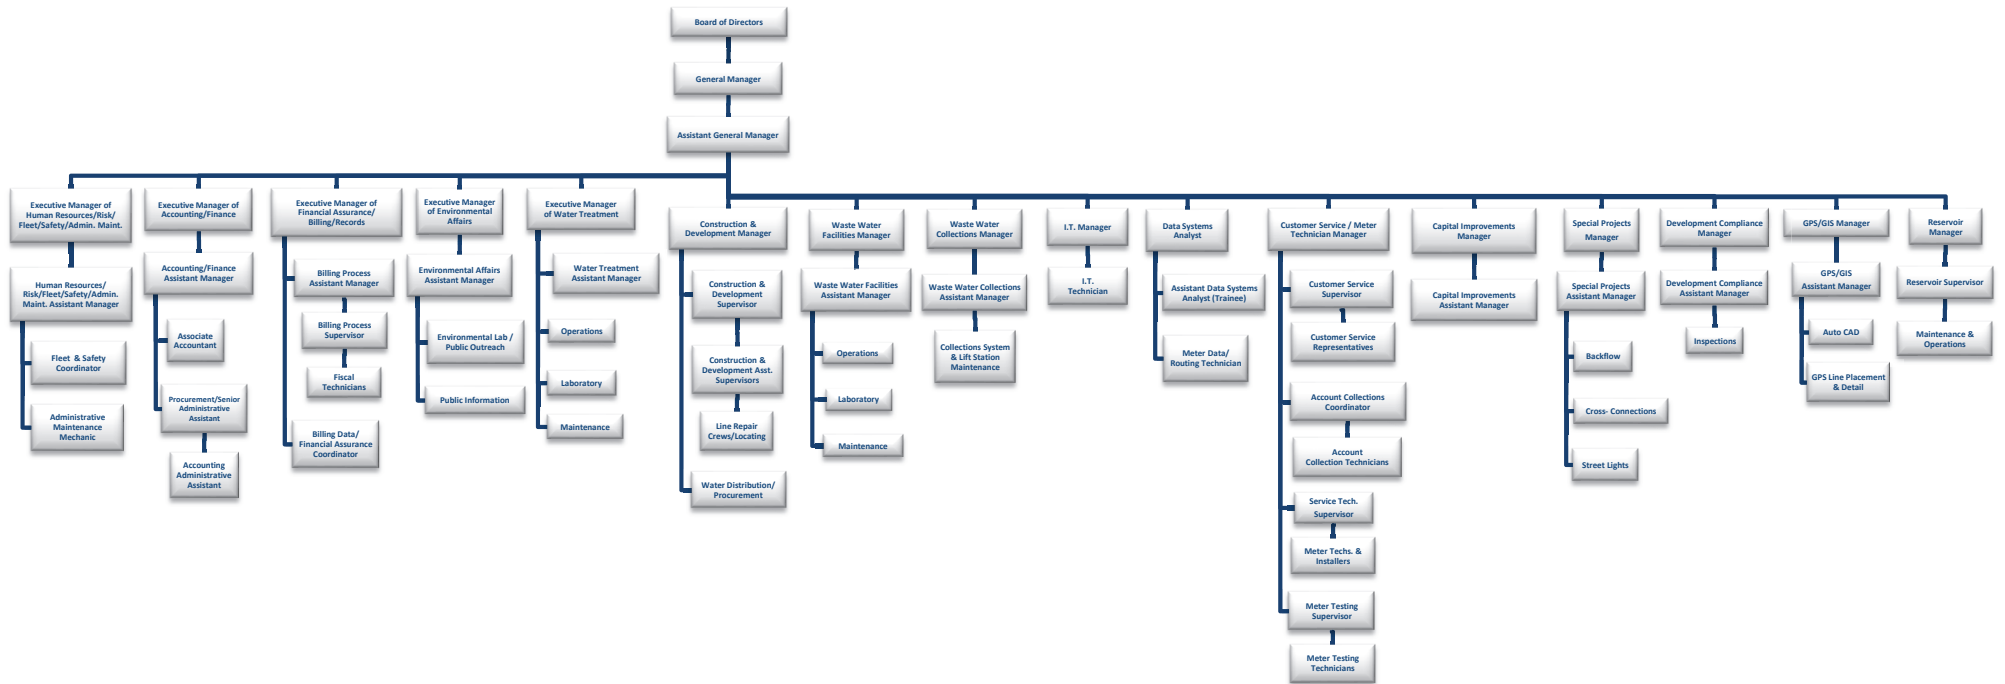 Board of Directors
General Manager
Assistant General Manager
Executive Manager of
Human Resources/Risk/
Fleet/Safety/Admin. Maint.
Human Resources/
Risk/Fleet/Safety/Admin.
Maint. Assistant Manager
Fleet & Safety
Coordinator
Administrative
Maintenance
Mechanic
Executive Manager of
Accounting/Finance
Accounting/Finance
Assistant Manager
Associate
Accountant
Procurement/Senior
Administrative
Assistant
Accounting
Administrative
Assistant
Executive Manager of
Financial Assurance/
Billing/Records
Billing Process
Assistant Manager
Billing Process
Supervisor
Fiscal
Technicians
Billing Data/
Financial Assurance
Coordinator
Executive Manager
of Environmental
Affairs
Environmental Affairs
Assistant Manager
Environmental Lab /
Public Outreach
Public Information
Executive Manager
of Water Treatment
Water Treatment
Assistant Manager
Operations
Laboratory
Maintenance
Construction &
Development Manager
Construction &
Development
Supervisor
Construction &
Development Asst.
Supervisors
Line Repair
Crews/Locating
Water Distribution/
Procurement
Waste Water
Facilities Manager
Waste Water Facilities
Assistant Manager
Operations
Laboratory
Maintenance
Waste Water
Collections Manager
Waste Water Collections
Assistant Manager
Collections System
& Lift Station
Maintenance
I.T. Manager
I.T.
Technician
Data Systems
Analyst
Assistant Data Systems
Analyst (Trainee)
Meter Data/
Routing Technician
Customer Service / Meter
Technician Manager
Customer Service
Supervisor
Customer Service
Representatives
Account Collections
Coordinator
Account
Collection Technicians
Service Tech.
Supervisor
Meter Techs. &
Installers
Meter Testing
Supervisor
Meter Testing
Technicians
Capital Improvements
Manager
Capital Improvements
Assistant Manager
Special Projects
Manager
Special Projects
Assistant Manager
Backflow
Cross- Connections
Street Lights
Development Compliance
Manager
Development Compliance
Assistant Manager
Inspections
GPS/GIS Manager
GPS/GIS
Assistant Manager
Auto CAD
GPS Line Placement
& Detail
Reservoir
Manager
Reservoir Supervisor
Maintenance &
Operations